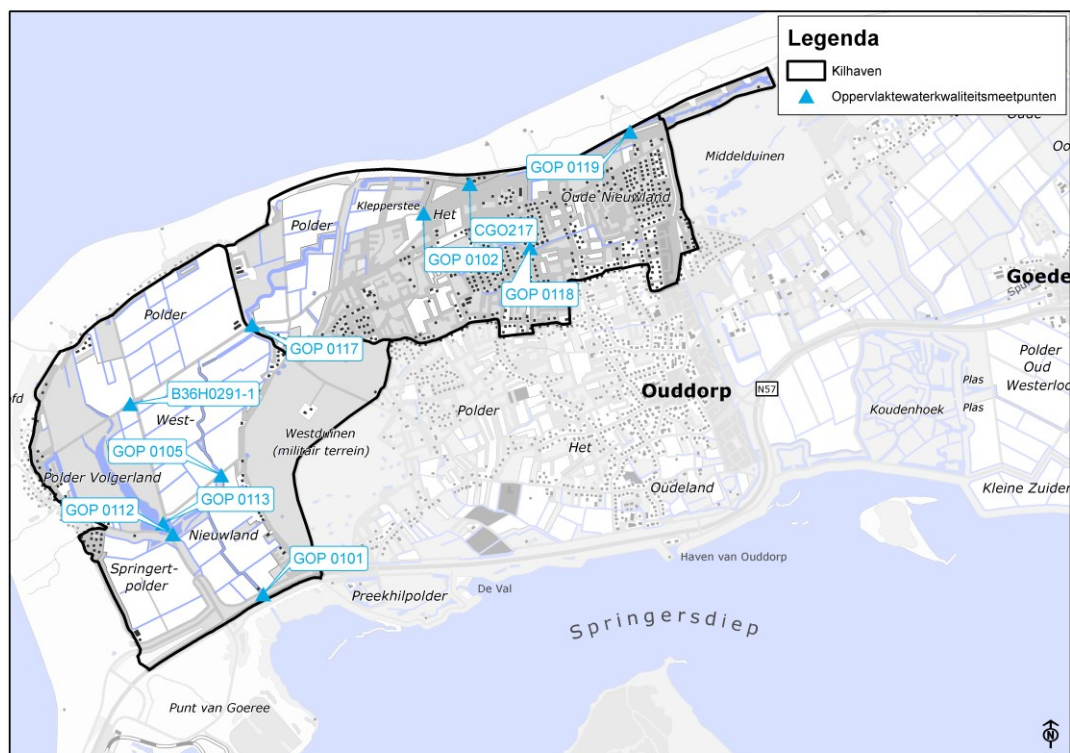 Legenda
Kilhaven
Oppervlaktewaterkwaliteitsmeetpunten
Oude
GOP 0119
Middelduinen
Klepperstee
Het
Oude Nieuwland
Polder
CGO217
GOP 0102
GOP 0118
Goede
Polder
GOP 0117
Ouddorp
N57
Polder
Oud
Westerloo
Plas
Koudenhoek
Plas
B36H0291-1
West-
Polder
Westduinen
(militair terrein)
Het
GOP 0105
Polder Volgerland
GOP 0113
Oudeland
Kleine Zuider
GOP 0112
Nieuwland
GOP 0101
Haven van Ouddorp
Springert-
polder
De Val
Preekhilpolder
Springersdiep
Punt van Goeree
N